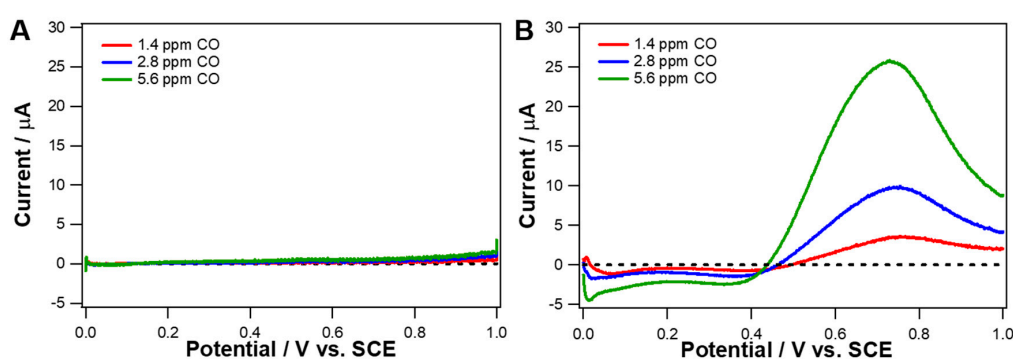 A
30
25
20
15
10
5
0
-5
Current / μA
1.4 ppm CO
2.8 ppm CO
5.6 ppm CO
0.0 0.2 0.4 0.6 0.8 1.0
Potential / V vs. SCE
B
30
25
20
15
10
5
0
-5
Current / μA
1.4 ppm CO
2.8 ppm CO
5.6 ppm CO
0.0 0.2 0.4 0.6 0.8 1.0
Potential / V vs. SCE